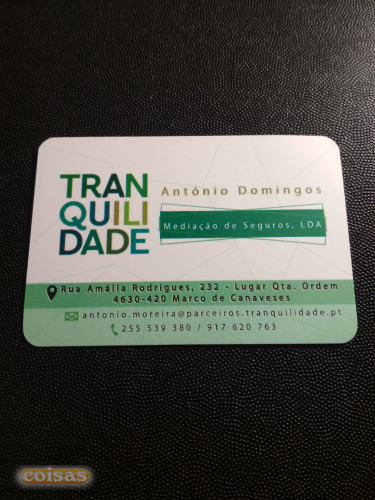 TRAN
QUILI
DADE
António Domingos
Mediação de Seguros, LDA
Rua Amália Rodrigues, 232 - Lugar Qta. Ordem
4630-420 Marco de Canaveses
antonio.moreira@parceiros.tranquilidade.pt
255 539 380 / 917 620 763
coisas